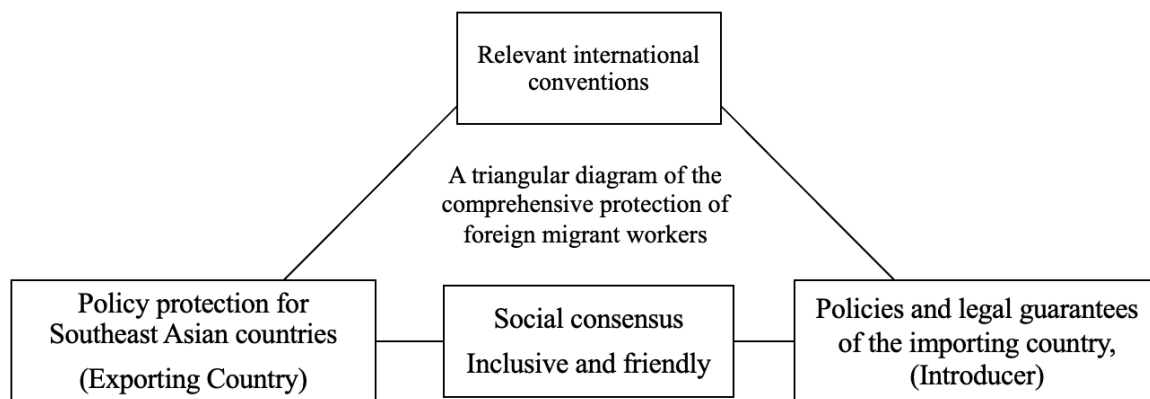 Relevant international
conventions
A triangular diagram of the
comprehensive protection of
foreign migrant workers
Policy protection for
Southeast Asian countries
(Exporting Country)
Social consensus
Inclusive and friendly
Policies and legal guarantees
of the importing country,
(Introducer)